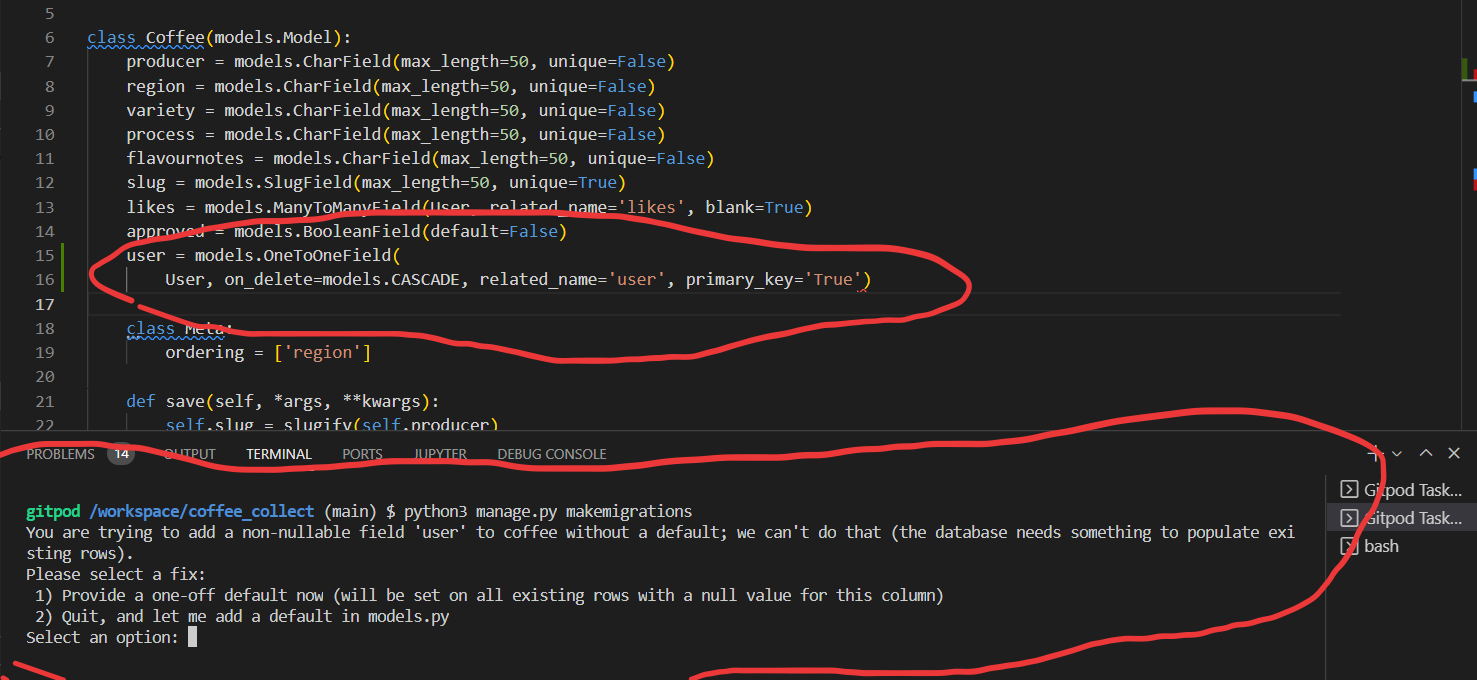 5
6 class Coffee(models.Model):
7 producer = models.CharField(max_length=50, unique=False)
8 region = models.CharField(max_length=50, unique=False)
9 variety = models.CharField(max_length=50, unique=False)
10 process = models.CharField(max_length=50, unique=False)
11 flavournotes = models.CharField(max_length=50, unique=False)
12 slug = models.SlugField(max_length=50, unique=True)
13 likes = models.ManyToManyField(User, related_name='likes', blank=True)
14 approved = models.BooleanField(default=False)
15 user = models.OneToOneField(
16 User, on_delete=models.CASCADE, related_name='user', primary_key='True')
17
18 class Meta:
19 ordering = ['region']
20
21 def save(self, *args, **kwargs):
22 self.slug = slugify(self.producer)
PROBLEMS 14 OUTPUT TERMINAL PORTS JUPYTER DEBUG CONSOLE
gitpod /workspace/coffee_collect (main) $ python3 manage.py makemigrations
You are trying to add a non-nullable field 'user' to coffee without a default; we can't do that (the database needs something to populate exi
sting rows).
Please select a fix:
1) Provide a one-off default now (will be set on all existing rows with a null value for this column)
2) Quit, and let me add a default in models.py
Select an option:
Gitpod Task...
Gitpod Task...
bash